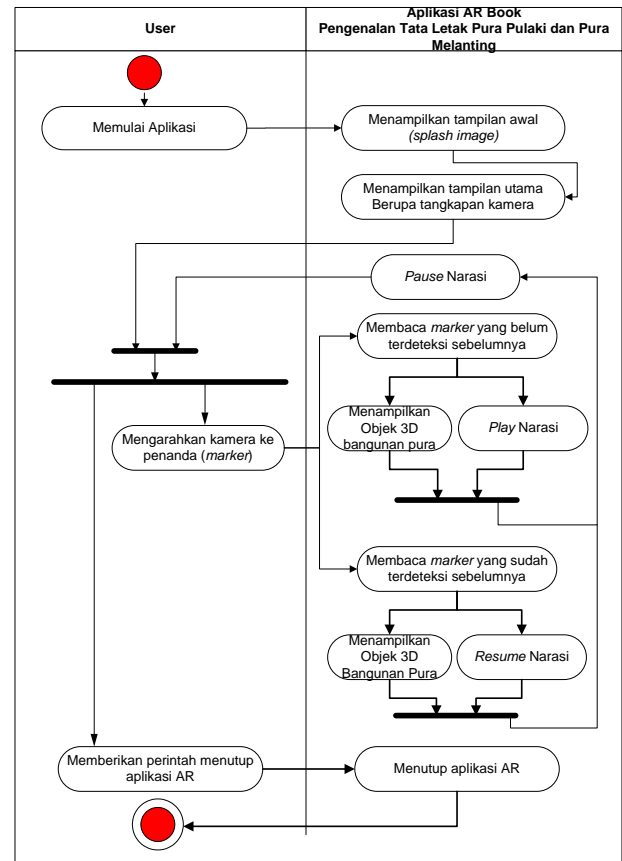 User
Aplikasi AR Book
Pengenalan Tata Letak Pura Pulaki dan Pura
Melanting
Memulai Aplikasi
Menampilkan tampilan awal
(splash image)
Menampilkan tampilan utama
Berupa tangkapan kamera
Pause Narasi
Membaca marker yang belum
terdeteksi sebelumnya
Menampilkan
Objek 3D
bangunan pura
Play Narasi
Mengarahkan kamera ke
penanda (marker)
Membaca marker yang sudah
terdeteksi sebelumnya
Menampilkan
Objek 3D
Bangunan Pura
Resume Narasi
Memberikan perintah menutup
aplikasi AR
Menutup aplikasi AR